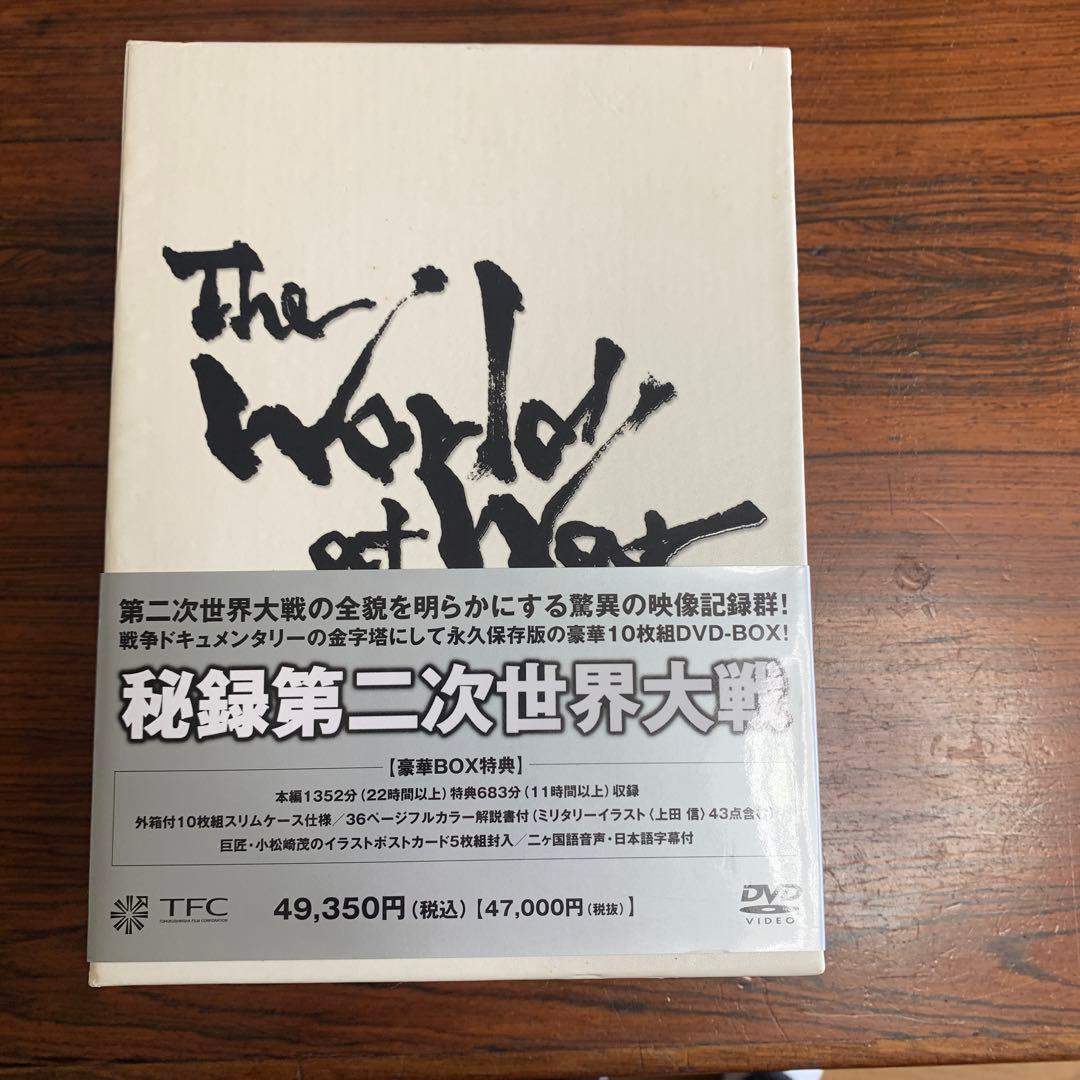 The
World
at War
第二次世界大戦の全貌を明らかにする驚異の映像記録群!
戦争ドキュメンタリーの金字塔にして永久保存版の豪華10枚組DVD-BOX!
秘録第二次世界大戦
【豪華BOX特典】
本編1352分(22時間以上)特典683分(11時間以上)収録
外箱付10枚組スリムケース仕様/36ページフルカラー解説書付(ミリタリーイラスト〈上田 信〉43点含む)
巨匠・小松崎茂のイラストポストカード5枚組封入/二ヶ国語音声・日本語字幕付
TFC
TOHOKUSHINSHA FILM CORPORATION
49,350円(税込)【47,000円(税抜)】
DVD
VIDEO